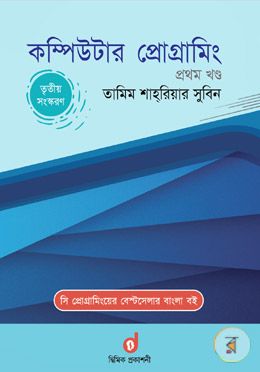 কম্পিউটার প্রোগ্রামিং
প্রথম খণ্ড
তৃতীয়
সংস্করণ
তামিম শাহ্‌রিয়ার সুবিন
সি প্রোগ্রামিংয়ের বেস্টসেলার বাংলা বই
দ্বিমিক প্রকাশনী